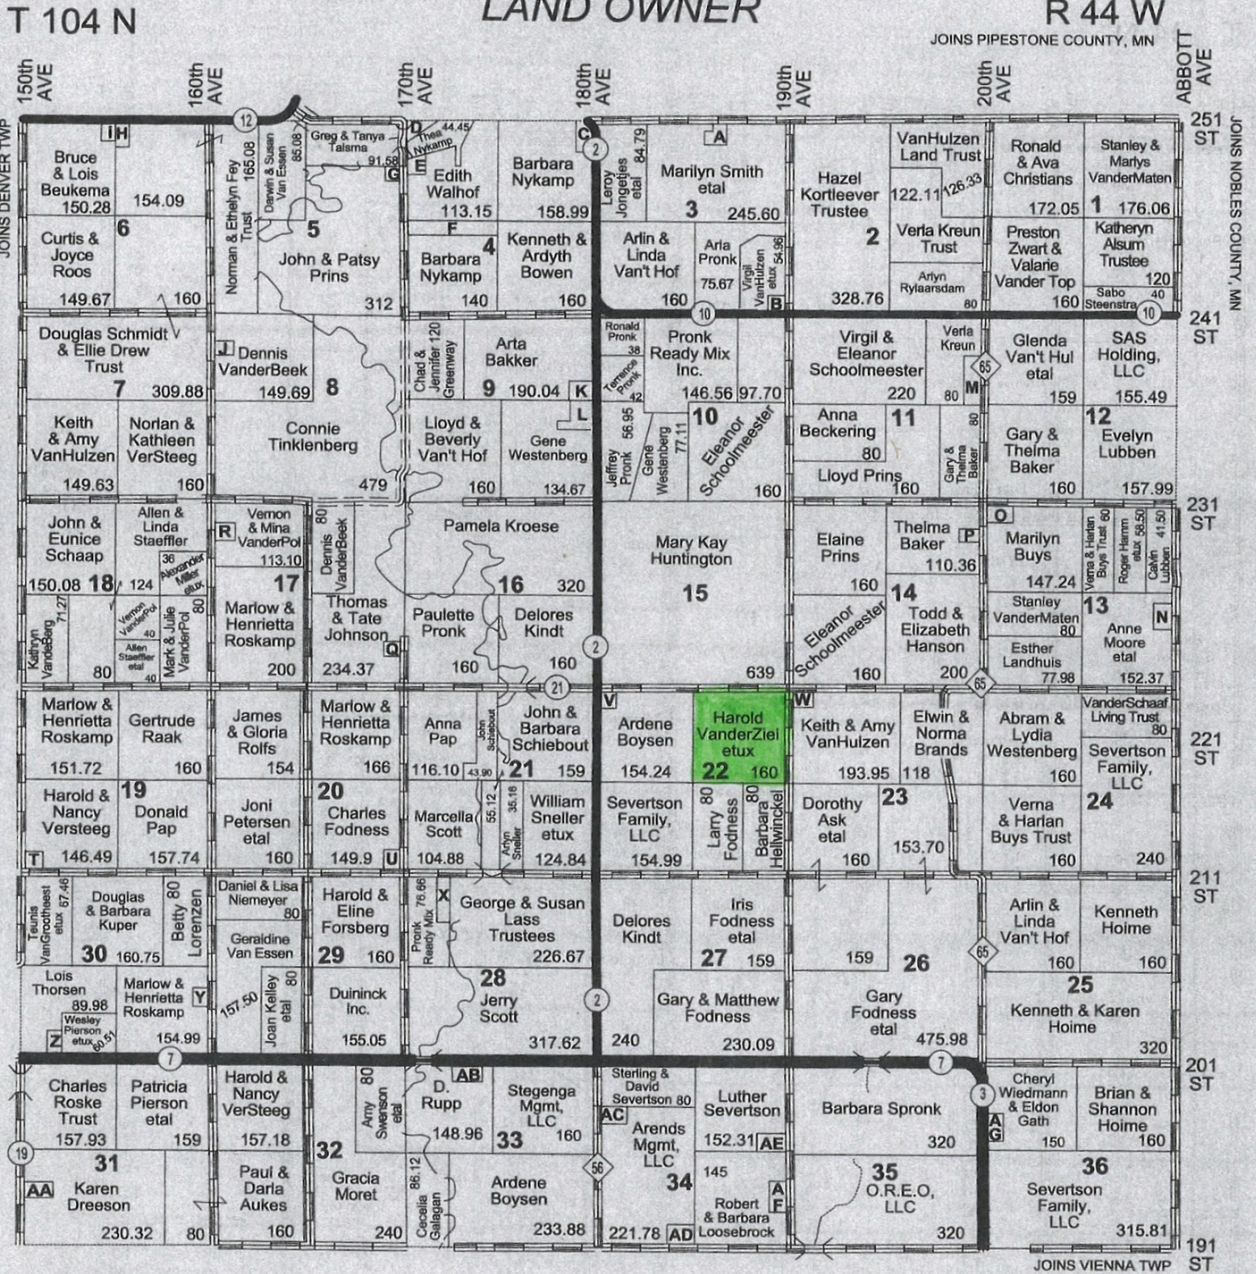 T 104 N
LAND OWNER
R 44 W
JOINS PIPESTONE COUNTY, MN
150th AVE
160th AVE
170th AVE
180th AVE
190th AVE
200th AVE
ABBOTT AVE
JOINS DENVER TWP
JOINS NOBLES COUNTY, MN
12
251 ST
Bruce & Lois Beukema 150.28
I H
154.09
6
Curtis & Joyce Roos 149.67
160
Norman & Ethelyn Fey Trust 165.08
Darwin & Susan Van Essen 85.08
Greg & Tanya Talsma 91.58
G
5
John & Patsy Prins 312
D
Thea Nykamp 44.45
E
Edith Walhof 113.15
Barbara Nykamp 158.99
F
4
Barbara Nykamp 140
Kenneth & Ardyth Bowen 160
C
2
Leroy Jongetjes 84.79
A
Marilyn Smith etal
3 245.60
Arlin & Linda Van't Hof 160
Arla Pronk 75.67
Virgil VanHulzen etux 54.96
B
Hazel Kortleever Trustee
2
328.76
VanHulzen Land Trust
122.11
126.33
Verla Kreun Trust
Arlyn Rylaarsdam 80
Ronald & Ava Christians 172.05
Stanley & Marlys VanderMaten
1 176.06
Preston Zwart & Valarie Vander Top 160
Katheryn Alsum Trustee 120
Sabo Steenstra 40
10
10
241 ST
Douglas Schmidt & Ellie Drew Trust
7 309.88
Keith & Amy VanHulzen 149.63
Norlan & Kathleen VerSteeg 160
J
Dennis VanderBeek 149.69
8
Connie Tinklenberg 479
Chad & Jennifer Greenway 120
Arta Bakker
9 190.04
K
L
Lloyd & Beverly Van't Hof 160
Gene Westenberg 134.67
Ronald Pronk 38
Terrence Pronk 42
Pronk Ready Mix Inc. 146.56
97.70
10
Jeffrey Pronk 56.95
Gene Westenberg 77.11
Eleanor Schoolmeester 160
Virgil & Eleanor Schoolmeester 220
Verla Kreun 80
M
65
Anna Beckering 80
11
Lloyd Prins 160
Gary & Thelma Baker 80
Glenda Van't Hul etal 159
SAS Holding, LLC 155.49
12
Gary & Thelma Baker 160
Evelyn Lubben 157.99
231 ST
John & Eunice Schaap 150.08
18
Allen & Linda Staeffler 124
Alexander Miller etux 36
Kathryn VandeBerg 71.27
80
Vernon VanderPol 40
Allen Staeffler etal 40
Mark & Julie VanderPol 80
R
Vernon & Mina VanderPol 113.10
17
Marlow & Henrietta Roskamp 200
Dennis VanderBeek 80
Thomas & Tate Johnson 234.37
Q
Pamela Kroese
16 320
Paulette Pronk 160
Delores Kindt 160
2
21
Mary Kay Huntington
15
639
Elaine Prins 160
Thelma Baker 110.36
P
14
Eleanor Schoolmeester 160
Todd & Elizabeth Hanson 200
65
O
Marilyn Buys 147.24
Verna & Harlan Buys Trust 60
Roger Hamm etux 58.50
Calvin Lubben 41.50
Stanley VanderMaten 80
13
N
Esther Landhuis 77.98
Anne Moore etal 152.37
Marlow & Henrietta Roskamp 151.72
Gertrude Raak 160
19
Harold & Nancy Versteeg 146.49
T
Donald Pap 157.74
James & Gloria Rolfs 154
Marlow & Henrietta Roskamp 166
20
Joni Petersen etal 160
Charles Fodness 149.9
U
Anna Pap 116.10
John Schiebout 43.90
John & Barbara Schiebout
21 159
Marcella Scott 104.88
55.12
Arlyn Sneller 35.16
William Sneller etux 124.84
V
Ardene Boysen 154.24
Harold VanderZiel etux
22 160
Severtson Family, LLC 154.99
Larry Fodness 80
Barbara Hellwinckel 80
W
Keith & Amy VanHulzen 193.95
Elwin & Norma Brands 118
23
Dorothy Ask etal 160
153.70
Abram & Lydia Westenberg 160
VanderSchaaf Living Trust 80
Severtson Family, LLC
24
240
Verna & Harlan Buys Trust 160
221 ST
211 ST
Teunis VanGrootheest etux 67.46
Douglas & Barbara Kuper
30 160.75
Betty Lorenzen 80
Lois Thorsen 89.98
Z
Wesley Pierson etux 60.51
Marlow & Henrietta Roskamp 154.99
Y
7
Daniel & Lisa Niemeyer 80
Geraldine Van Essen 157.50
Joan Kelley etal 80
Harold & Eline Forsberg
29 160
Duininck Inc. 155.05
Pronk Ready Mix 76.66
X
George & Susan Lass Trustees 226.67
28
Jerry Scott 317.62
2
Delores Kindt 240
Iris Fodness etal
27 159
Gary & Matthew Fodness 230.09
159
26
Gary Fodness etal 475.98
7
65
Arlin & Linda Van't Hof 160
Kenneth Hoime 160
25
Kenneth & Karen Hoime 320
201 ST
Charles Roske Trust 157.93
Patricia Pierson etal 159
19
31
AA
Karen Dreeson 230.32
80
Harold & Nancy VerSteeg 157.18
Paul & Darla Aukes 160
Amy Swenson etal 80
32
Gracia Moret 240
D. Rupp 148.96
AB
Stegenga Mgmt, LLC 160
33
Cecelia Galagan 86.12
Ardene Boysen 233.88
56
Sterling & David Severtson 80
AC
Arends Mgmt, LLC
34
221.78
AD
Luther Severtson 152.31
AE
145
AF
Robert & Barbara Loosebrock
Barbara Spronk 320
35
O.R.E.O, LLC 320
3
AG
Cheryl Wiedmann & Eldon Gath 150
Brian & Shannon Hoime 160
36
Severtson Family, LLC 315.81
191 ST
JOINS VIENNA TWP